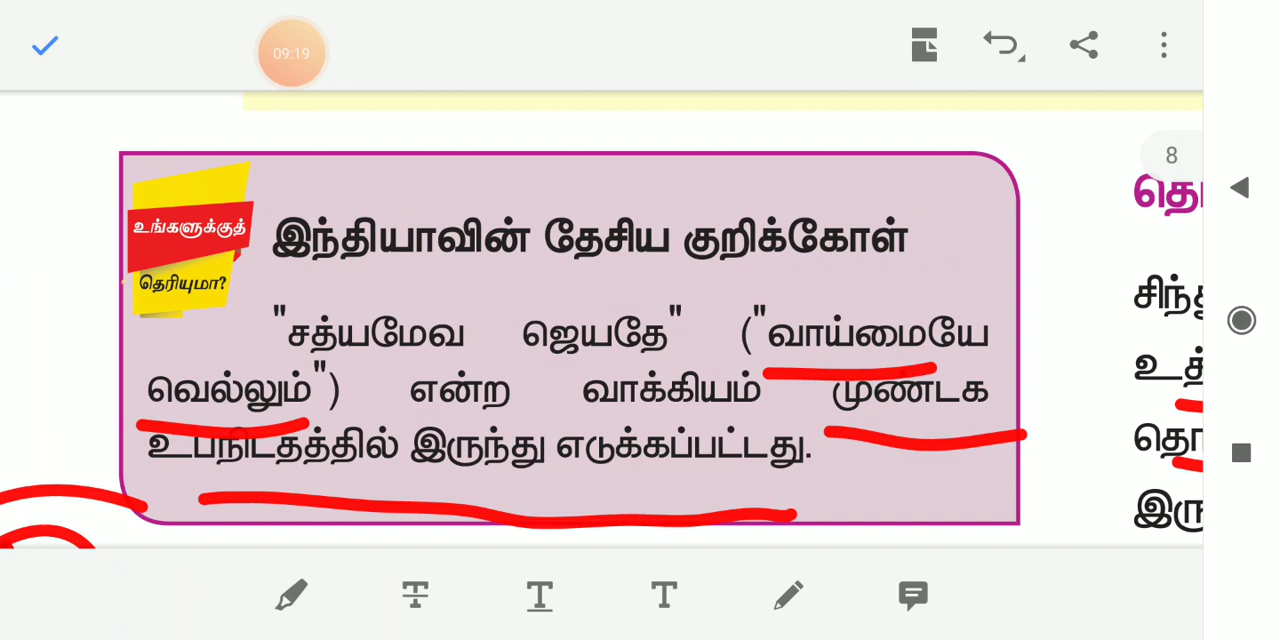 09:19
8
உங்களுக்குத்
தெரியுமா?
இந்தியாவின் தேசிய குறிக்கோள்
"சத்யமேவ ஜெயதே" ("வாய்மையே
வெல்லும்") என்ற வாக்கியம் முண்டக
உபநிடதத்தில் இருந்து எடுக்கப்பட்டது.